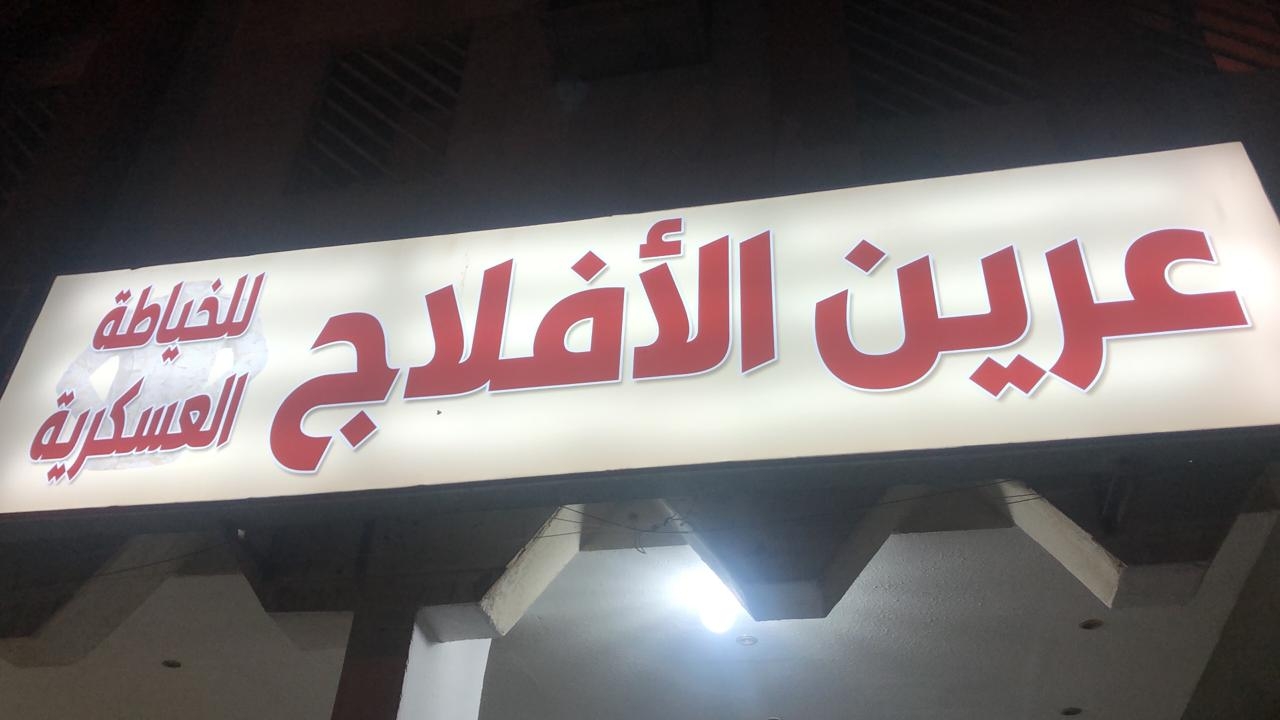 عرين الأفلاج
للخياطة
العسكرية